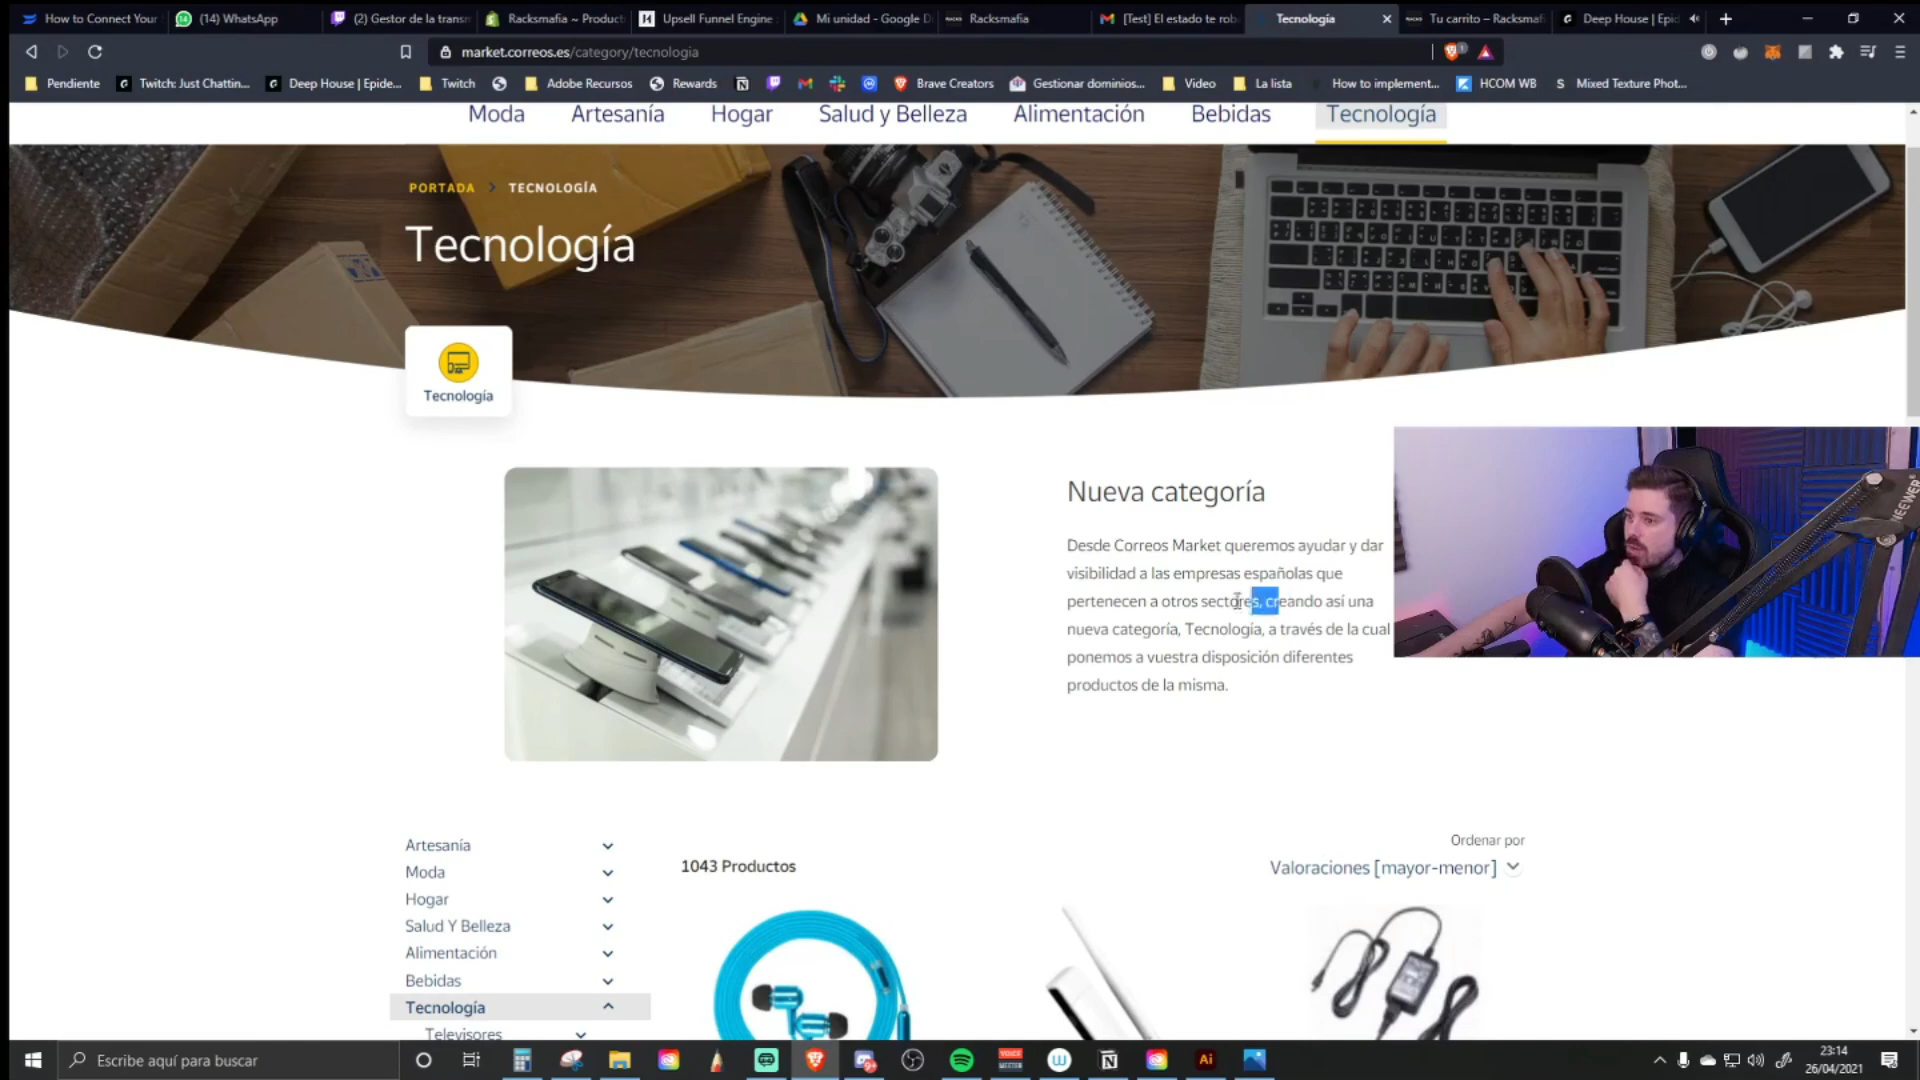 How to Connect Your
(14) WhatsApp
(2) Gestor de la transm
Racksmafia ~ Product
Upsell Funnel Engine
Mi unidad - Google D
Racksmafia
[Test] El estado te rob
Tecnología
Tu carrito – Racksmaf
Deep House | Epid
market.correos.es/category/tecnologia
Pendiente
Twitch: Just Chattin...
Deep House | Epide...
Twitch
Adobe Recursos
Rewards
Brave Creators
Gestionar dominios...
Video
La lista
How to implement...
HCOM WB
Mixed Texture Phot...
Moda
Artesanía
Hogar
Salud y Belleza
Alimentación
Bebidas
Tecnología
PORTADA > TECNOLOGÍA
Tecnología
Tecnología
Nueva categoría
Desde Correos Market queremos ayudar y dar
visibilidad a las empresas españolas que
pertenecen a otros sectores, creando así una
nueva categoría, Tecnología, a través de la cual
ponemos a vuestra disposición diferentes
productos de la misma.
NEEWER
Artesanía
Moda
Hogar
Salud Y Belleza
Alimentación
Bebidas
Tecnología
Televisores
1043 Productos
Ordenar por
Valoraciones [mayor-menor]
Escribe aquí para buscar
Ai
23:14
26/04/2021